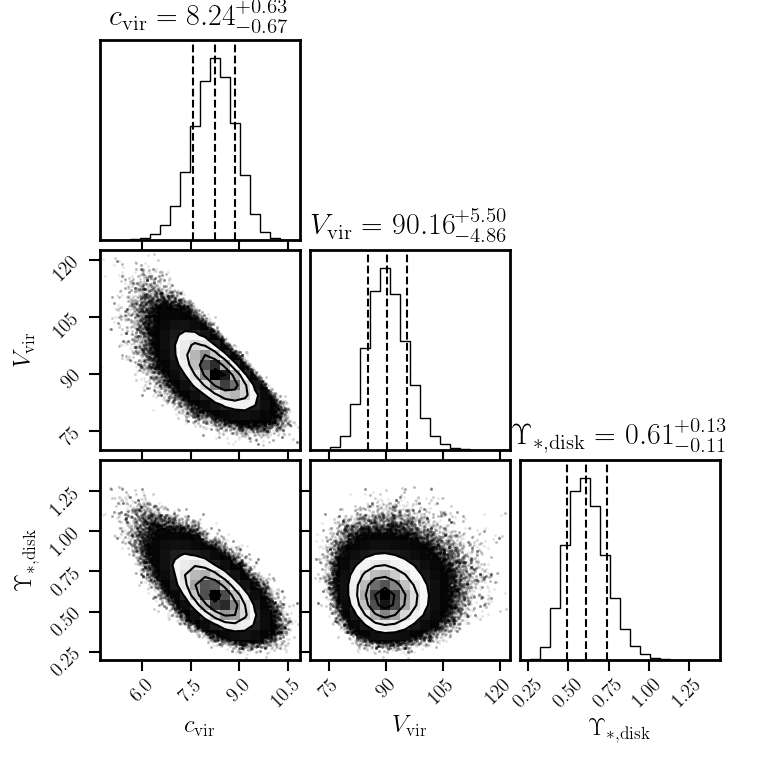 c_vir = 8.24^{+0.63}_{−0.67}
V_vir = 90.16^{+5.50}_{−4.86}
120
105
90
75
V_vir
ϒ_{*,disk} = 0.61^{+0.13}_{−0.11}
1.25
1.00
0.75
0.50
0.25
ϒ_{*,disk}
6.0 7.5 9.0 10.5
75 90 105 120
0.25 0.50 0.75 1.00 1.25
c_vir
V_vir
ϒ_{*,disk}